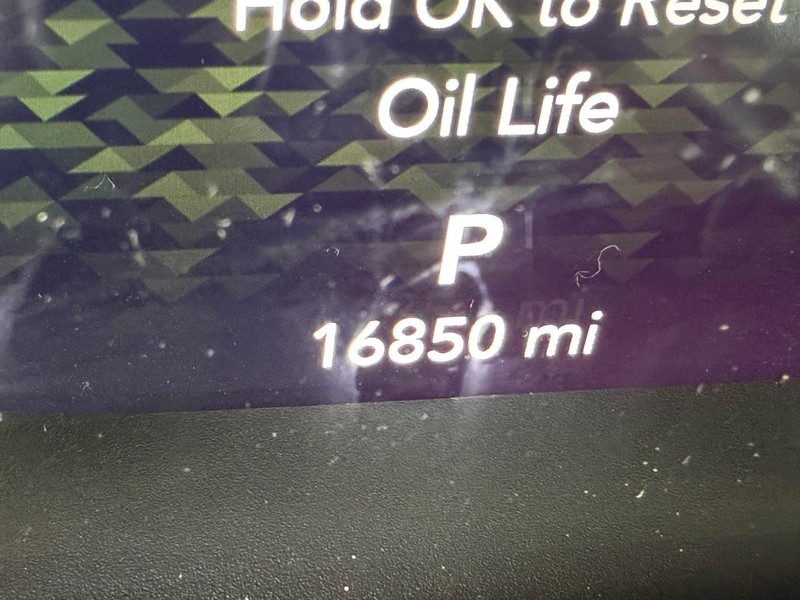 Hold OK to Reset
Oil Life
P
16850 mi